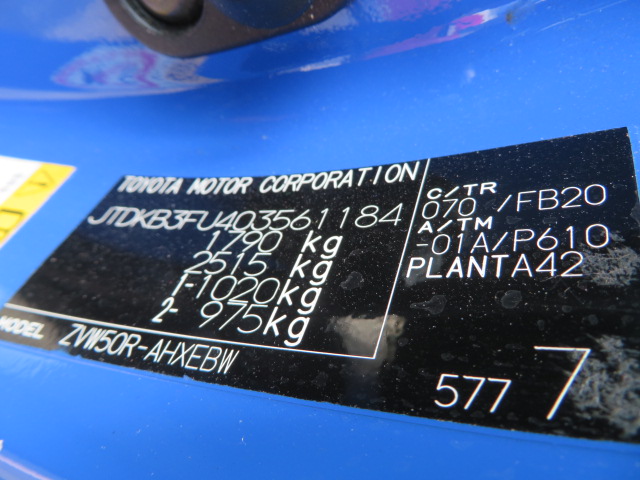 TOYOTA MOTOR CORPORATION
JTDKB3FU403561184
1790 kg
2515 kg
1-1020kg
2- 975kg
MODEL ZVW50R-AHXEBW
C/TR
070 /FB20
A/TM
-01A/P610
PLANTA42
577 7